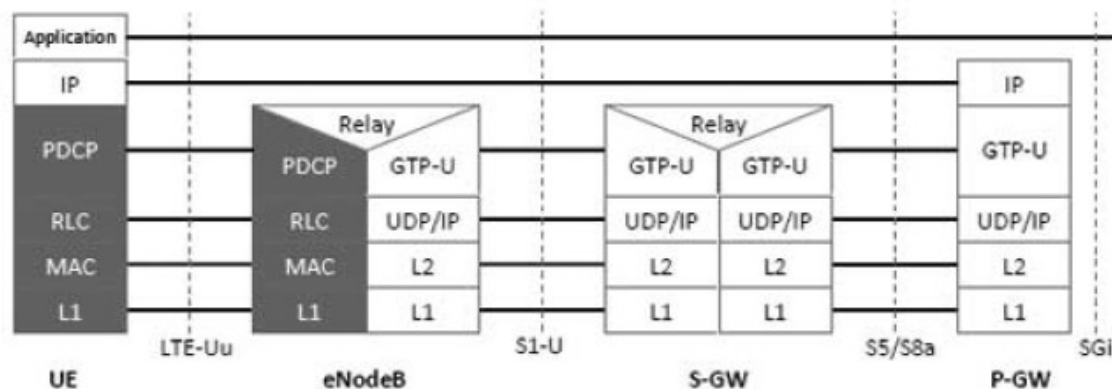 Application
IP IP
Relay Relay
PDCP PDCP GTP-U GTP-U GTP-U GTP-U
RLC RLC UDP/IP UDP/IP UDP/IP UDP/IP
MAC MAC L2 L2 L2 L2
L1 L1 L1 L1 L1 L1
LTE-Uu S1-U S5/S8a SGi
UE eNodeB S-GW P-GW